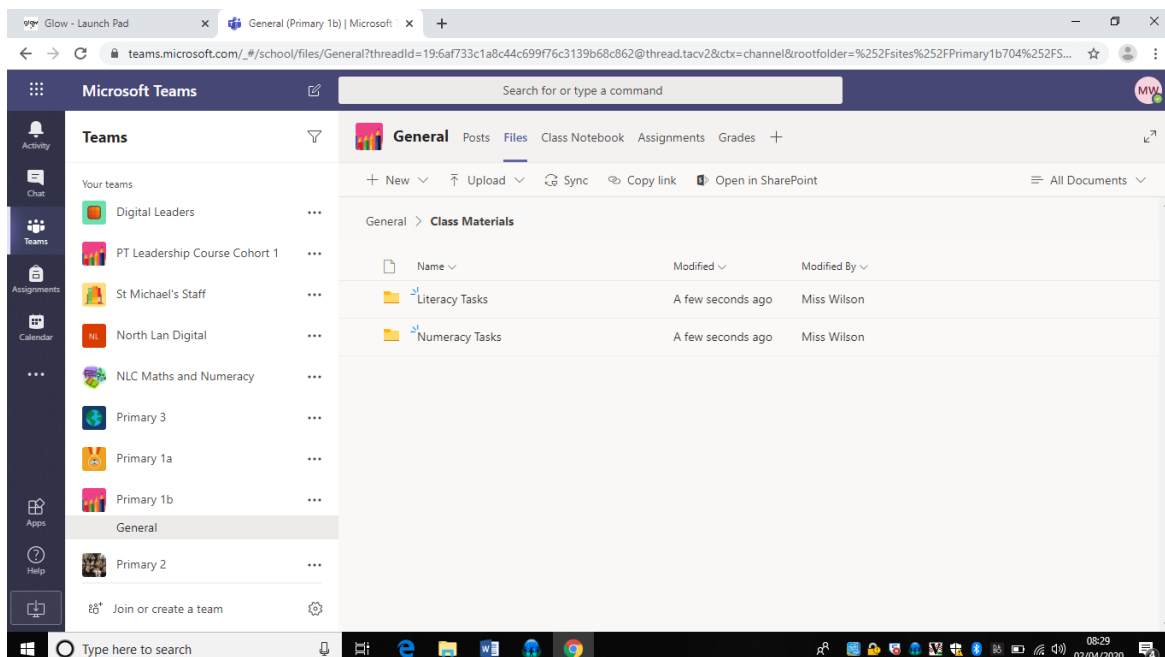 glow Glow - Launch Pad General (Primary 1b) | Microsoft T
teams.microsoft.com/_#/school/files/General?threadId=19:6af733c1a8c44c699f76c3139b68c862@thread.tacv2&ctx=channel&rootfolder=%252Fsites%252FPrimary1b704%252FS...
Microsoft Teams Search for or type a command MW
Activity
Chat
Teams
Assignments
Calendar
Apps
Help
Teams
Your teams
Digital Leaders
PT Leadership Course Cohort 1
St Michael's Staff
NL North Lan Digital
NLC Maths and Numeracy
Primary 3
Primary 1a
Primary 1b
General
Primary 2
Join or create a team
General Posts Files Class Notebook Assignments Grades
New Upload Sync Copy link Open in SharePoint All Documents
General > Class Materials
Name Modified Modified By
Literacy Tasks A few seconds ago Miss Wilson
Numeracy Tasks A few seconds ago Miss Wilson
Type here to search
08:29
02/04/2020
4